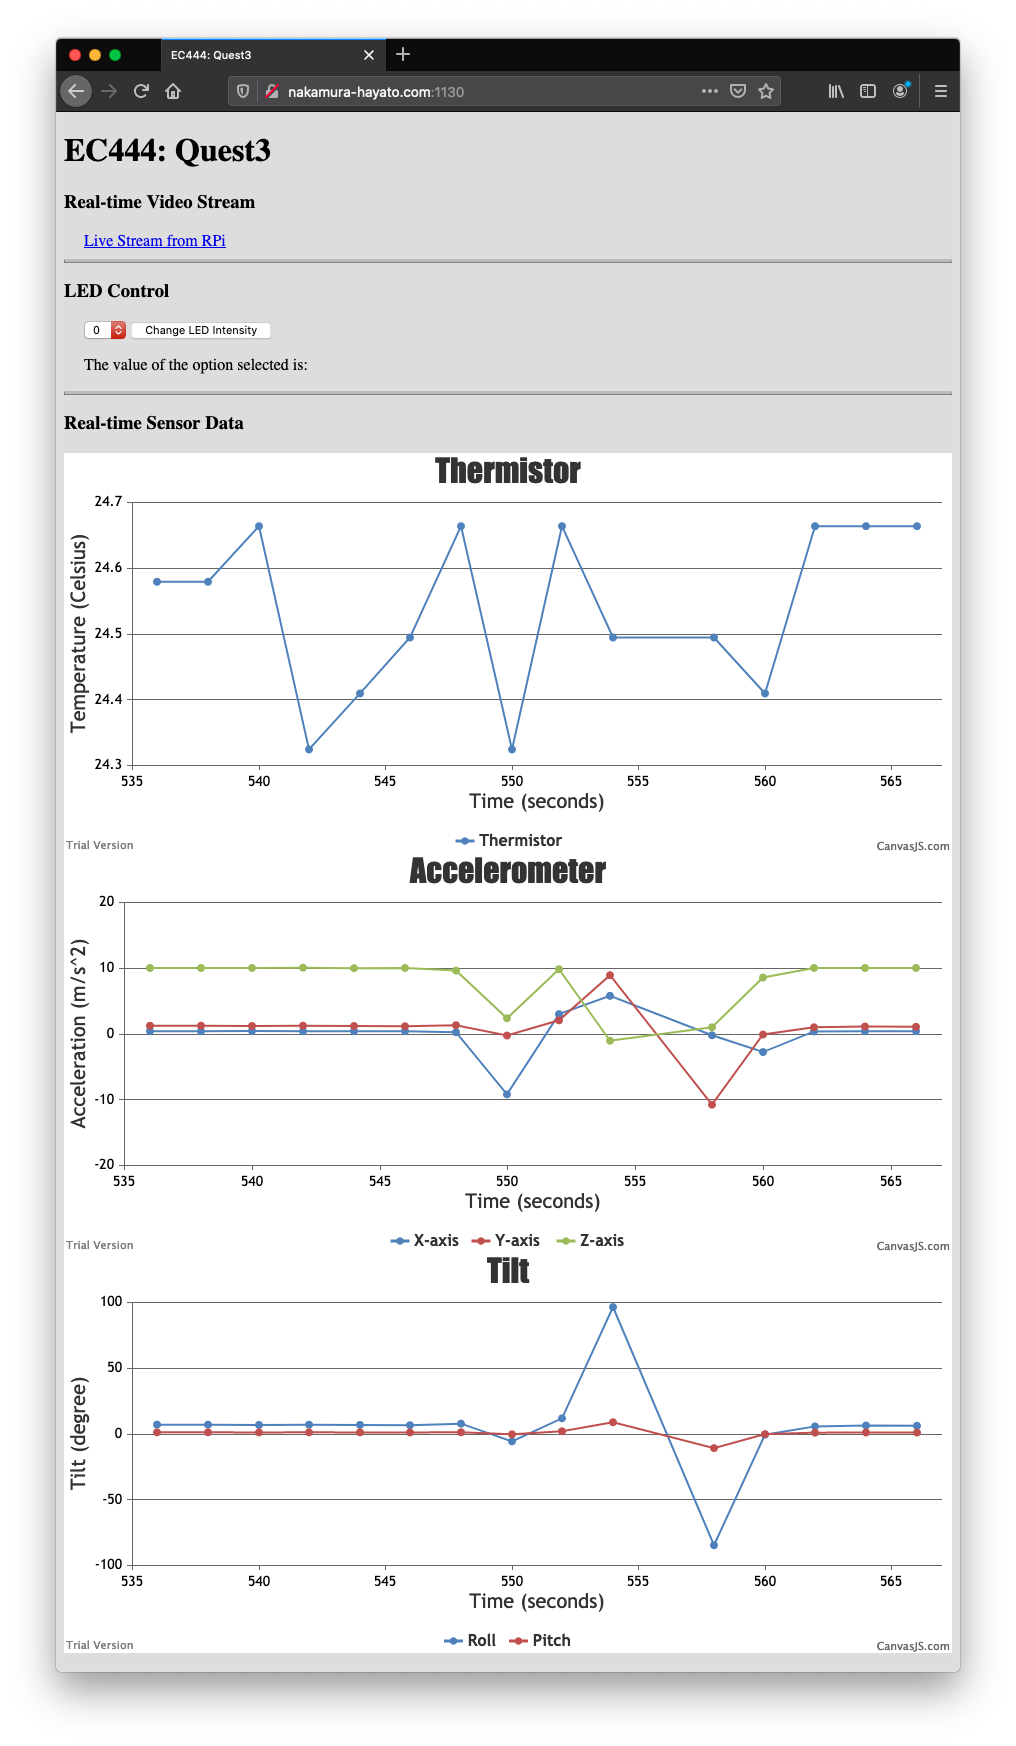 EC444: Quest3
nakamura-hayato.com:1130
EC444: Quest3
Real-time Video Stream
Live Stream from RPi
LED Control
0 Change LED Intensity
The value of the option selected is:
Real-time Sensor Data
Thermistor
Temperature (Celsius)
24.7
24.6
24.5
24.4
24.3
535 540 545 550 555 560 565
Time (seconds)
Thermistor
Trial Version CanvasJS.com
Accelerometer
Acceleration (m/s^2)
20
10
0
-10
-20
535 540 545 550 555 560 565
Time (seconds)
X-axis Y-axis Z-axis
Trial Version CanvasJS.com
Tilt
Tilt (degree)
100
50
0
-50
-100
535 540 545 550 555 560 565
Time (seconds)
Roll Pitch
Trial Version CanvasJS.com